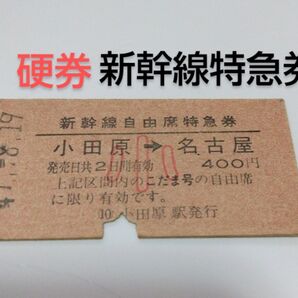 硬券 新幹線特急券
新幹線自由席特急券
小田原 → 名古屋
発売日共2日間有効 400円
上記区間内のこだま号の自由席
に限り有効です。
小田原駅発行